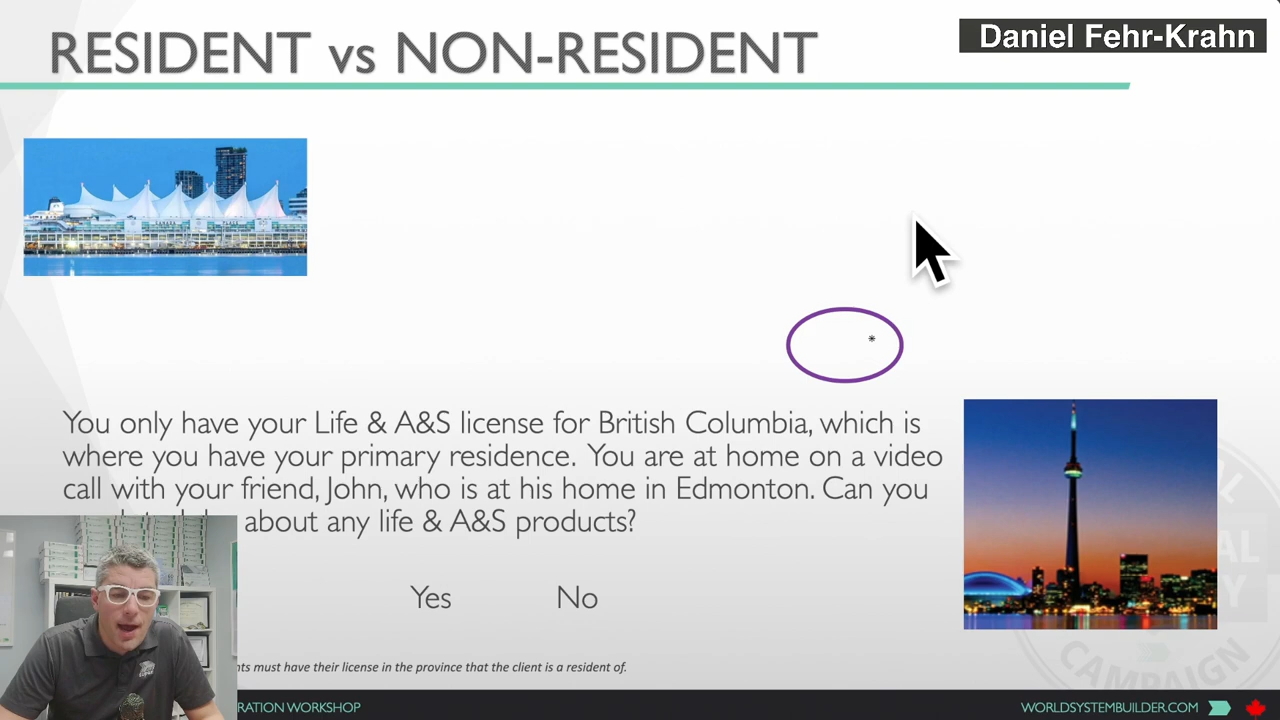 RESIDENT vs NON-RESIDENT
Daniel Fehr-Krahn
*
You only have your Life & A&S license for British Columbia, which is
where you have your primary residence. You are at home on a video
call with your friend, John, who is at his home in Edmonton. Can you
about any life & A&S products?
Yes No
must have their license in the province that the client is a resident of.
WORKSHOP
WORLDSYSTEMBUILDER.COM
CAMPAIGN